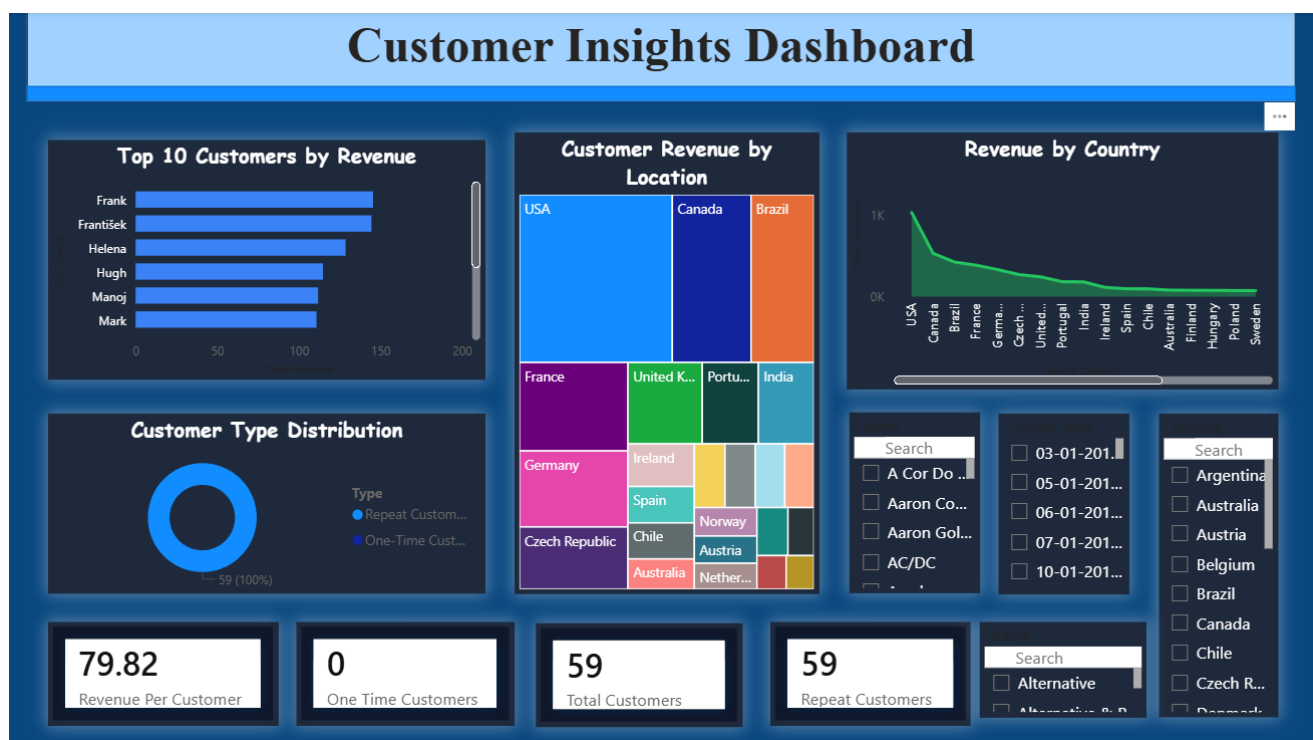 Customer Insights Dashboard
...
Top 10 Customers by Revenue
Frank
František
Helena
Hugh
Manoj
Mark
0
50
100
150
200
Customer Revenue by
Location
USA
Canada
Brazil
France
United K...
Portu...
India
Germany
Ireland
Spain
Czech Republic
Chile
Australia
Norway
Austria
Nether...
Revenue by Country
1K
0K
USA
Canada
Brazil
France
Germa...
Czech ...
United...
Portugal
India
Ireland
Spain
Chile
Australia
Finland
Hungary
Poland
Sweden
Customer Type Distribution
Type
Repeat Custom...
One-Time Cust...
59 (100%)
name
Search
A Cor Do ...
Aaron Co...
Aaron Gol...
AC/DC
invoice_date
03-01-201...
05-01-201...
06-01-201...
07-01-201...
10-01-201...
country
Search
Argentina
Australia
Austria
Belgium
Brazil
Canada
Chile
Czech R...
Denmark
79.82
Revenue Per Customer
0
One Time Customers
59
Total Customers
59
Repeat Customers
name
Search
Alternative
Alternative & P